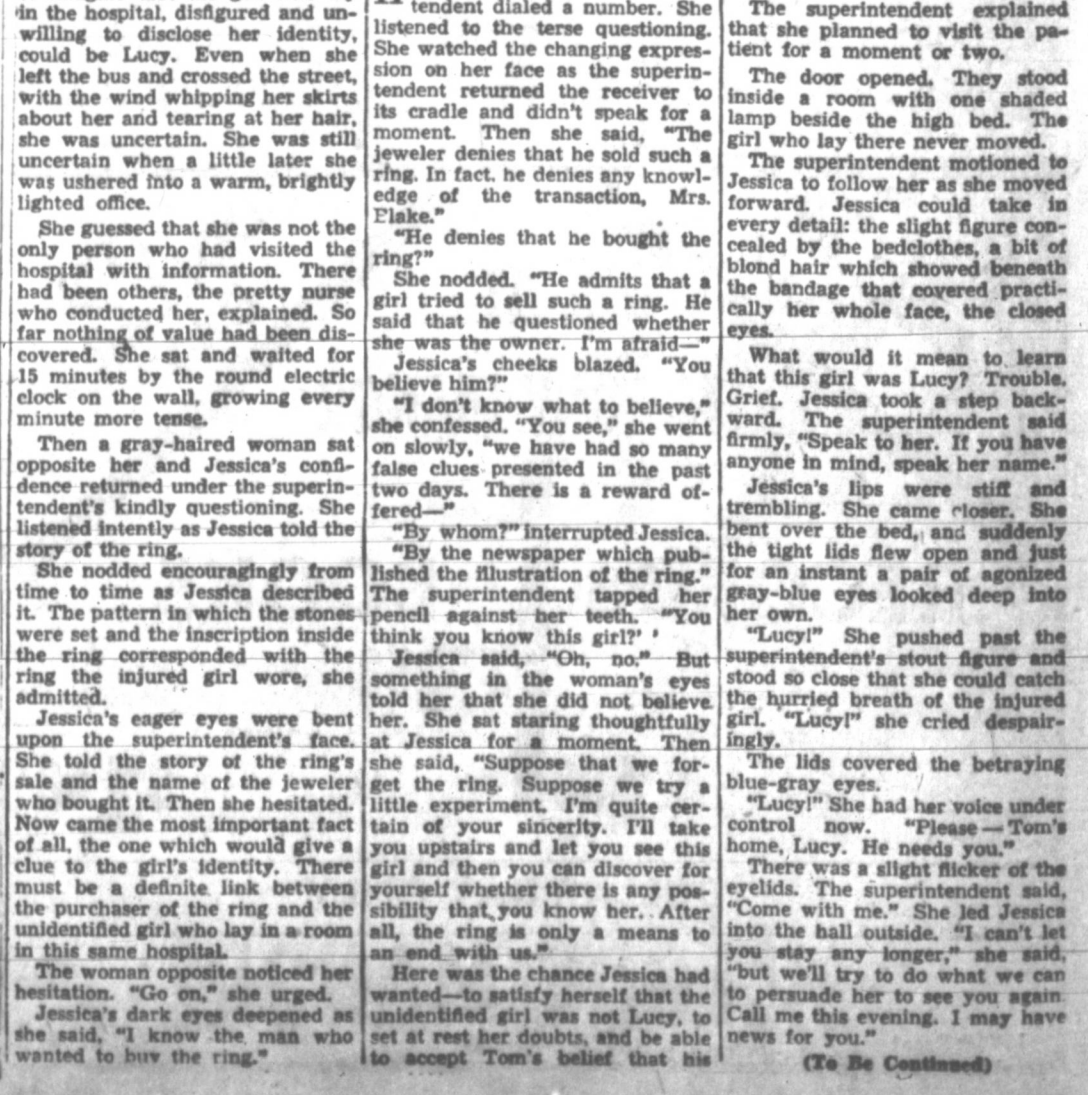 in the hospital, disfigured and un-
willing to disclose her identity,
could be Lucy. Even when she
left the bus and crossed the street,
with the wind whipping her skirts
about her and tearing at her hair,
she was uncertain. She was still
uncertain when a little later she
was ushered into a warm, brightly
lighted office.
She guessed that she was not the
only person who had visited the
hospital with information. There
had been others, the pretty nurse
who conducted her, explained. So
far nothing of value had been dis-
covered. She sat and waited for
15 minutes by the round electric
clock on the wall, growing every
minute more tense.
Then a gray-haired woman sat
opposite her and Jessica's confi-
dence returned under the superin-
tendent's kindly questioning. She
listened intently as Jessica told the
story of the ring.
She nodded encouragingly from
time to time as Jessica described
it. The pattern in which the stones
were set and the inscription inside
the ring corresponded with the
ring the injured girl wore, she
admitted.
Jessica's eager eyes were bent
upon the superintendent's face.
She told the story of the ring's
sale and the name of the jeweler
who bought it. Then she hesitated.
Now came the most important fact
of all, the one which would give a
clue to the girl's identity. There
must be a definite link between
the purchaser of the ring and the
unidentified girl who lay in a room
in this same hospital.
The woman opposite noticed her
hesitation. "Go on," she urged.
Jessica's dark eyes deepened as
she said, "I know the man who
wanted to buy the ring."
tendent dialed a number. She
listened to the terse questioning.
She watched the changing expres-
sion on her face as the superin-
tendent returned the receiver to
its cradle and didn't speak for a
moment. Then she said, "The
jeweler denies that he sold such a
ring. In fact, he denies any knowl-
edge of the transaction, Mrs.
Flake."
"He denies that he bought the
ring?"
She nodded. "He admits that a
girl tried to sell such a ring. He
said that he questioned whether
she was the owner. I'm afraid—"
Jessica's cheeks blazed. "You
believe him?"
"I don't know what to believe,"
she confessed. "You see," she went
on slowly, "we have had so many
false clues presented in the past
two days. There is a reward of-
fered—"
"By whom?" interrupted Jessica.
"By the newspaper which pub-
lished the illustration of the ring."
The superintendent tapped her
pencil against her teeth. "You
think you know this girl?' '
Jessica said, "Oh, no." But
something in the woman's eyes
told her that she did not believe
her. She sat staring thoughtfully
at Jessica for a moment. Then
she said, "Suppose that we for-
get the ring. Suppose we try a
little experiment. I'm quite cer-
tain of your sincerity. I'll take
you upstairs and let you see this
girl and then you can discover for
yourself whether there is any pos-
sibility that you know her. After
all, the ring is only a means to
an end with us."
Here was the chance Jessica had
wanted—to satisfy herself that the
unidentified girl was not Lucy, to
set at rest her doubts, and be able
to accept Tom's belief that his
The superintendent explained
that she planned to visit the pa-
tient for a moment or two.
The door opened. They stood
inside a room with one shaded
lamp beside the high bed. The
girl who lay there never moved.
The superintendent motioned to
Jessica to follow her as she moved
forward. Jessica could take in
every detail: the slight figure con-
cealed by the bedclothes, a bit of
blond hair which showed beneath
the bandage that covered practi-
cally her whole face, the closed
eyes.
What would it mean to learn
that this girl was Lucy? Trouble.
Grief. Jessica took a step back-
ward. The superintendent said
firmly, "Speak to her. If you have
anyone in mind, speak her name."
Jessica's lips were stiff and
trembling. She came closer. She
bent over the bed, and suddenly
the tight lids flew open and just
for an instant a pair of agonized
gray-blue eyes looked deep into
her own.
"Lucy!" She pushed past the
superintendent's stout figure and
stood so close that she could catch
the hurried breath of the injured
girl. "Lucy!" she cried despair-
ingly.
The lids covered the betraying
blue-gray eyes.
"Lucy!" She had her voice under
control now. "Please — Tom's
home, Lucy. He needs you."
There was a slight flicker of the
eyelids. The superintendent said,
"Come with me." She led Jessica
into the hall outside. "I can't let
you stay any longer," she said,
"but we'll try to do what we can
to persuade her to see you again.
Call me this evening. I may have
news for you."
(To Be Continued)